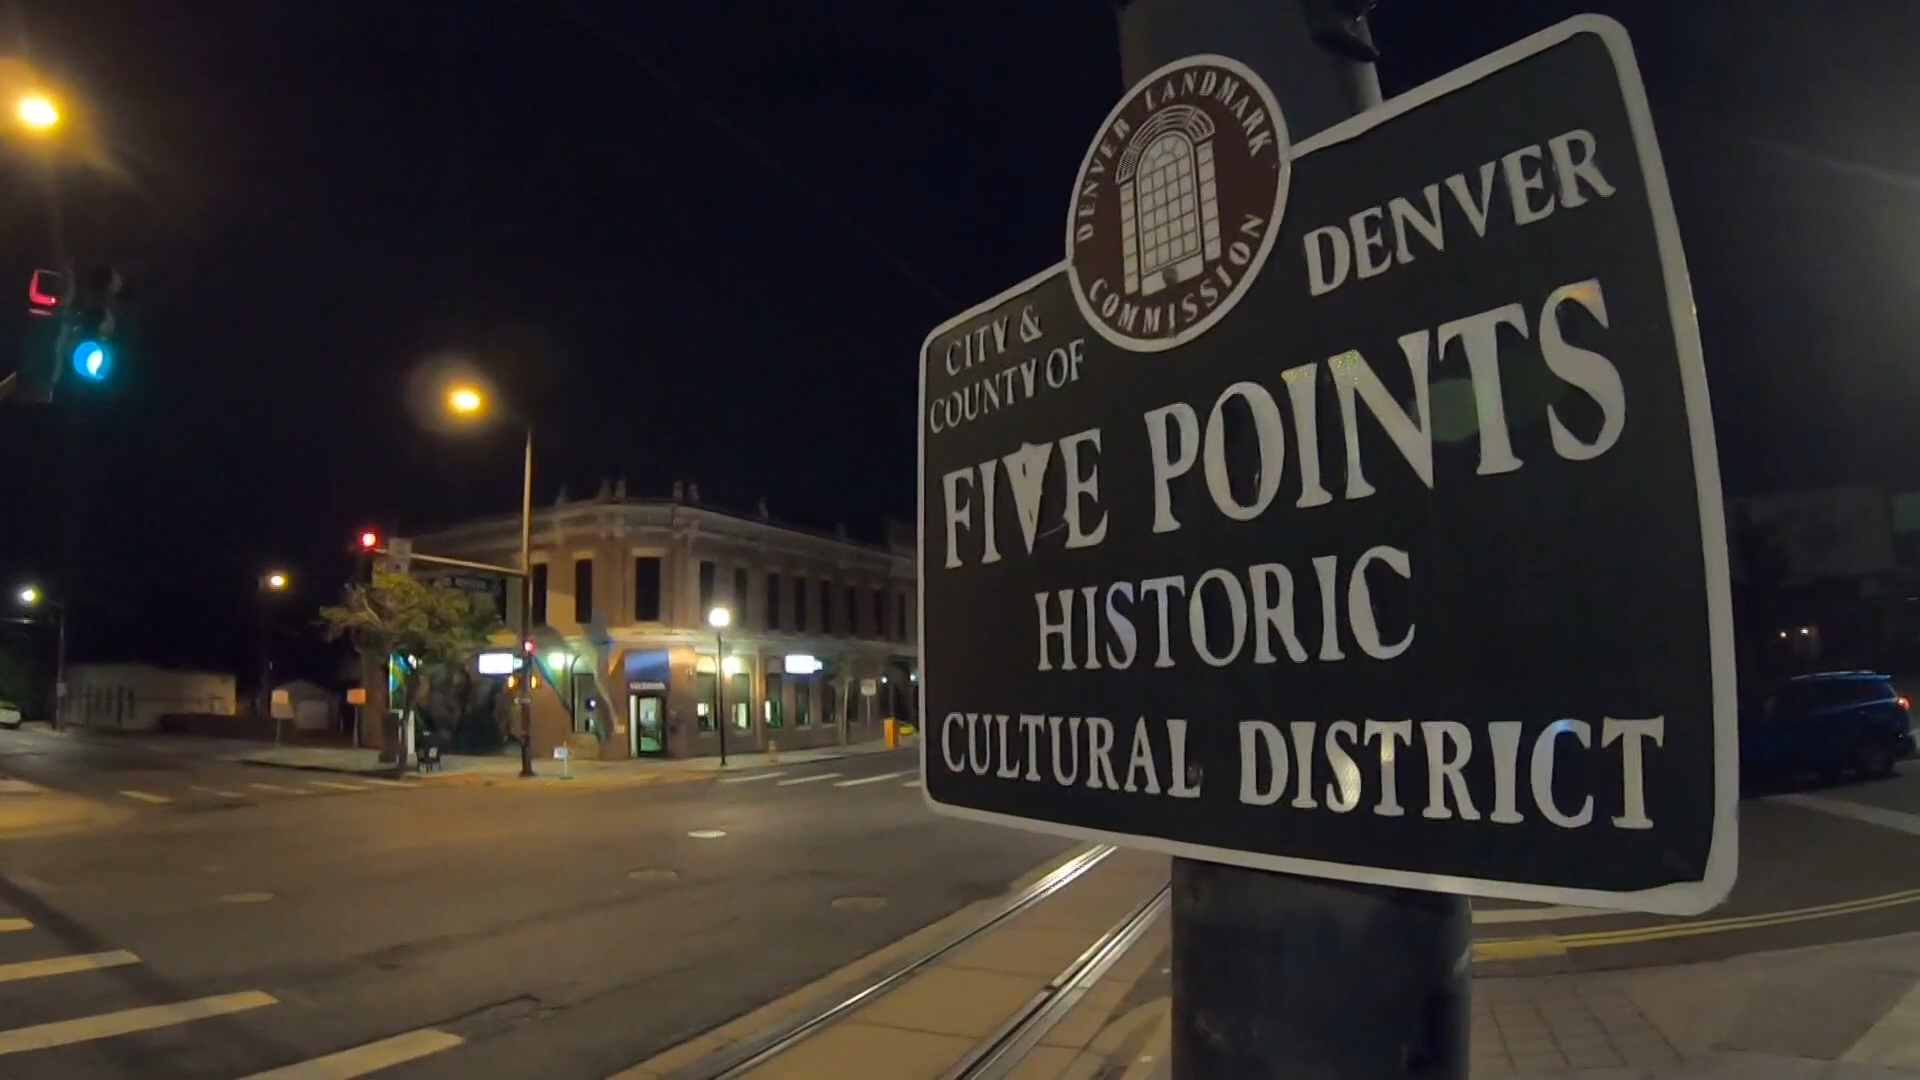 DENVER LANDMARK
COMMISSION
CITY &
COUNTY OF
DENVER
FIVE POINTS
HISTORIC
CULTURAL DISTRICT